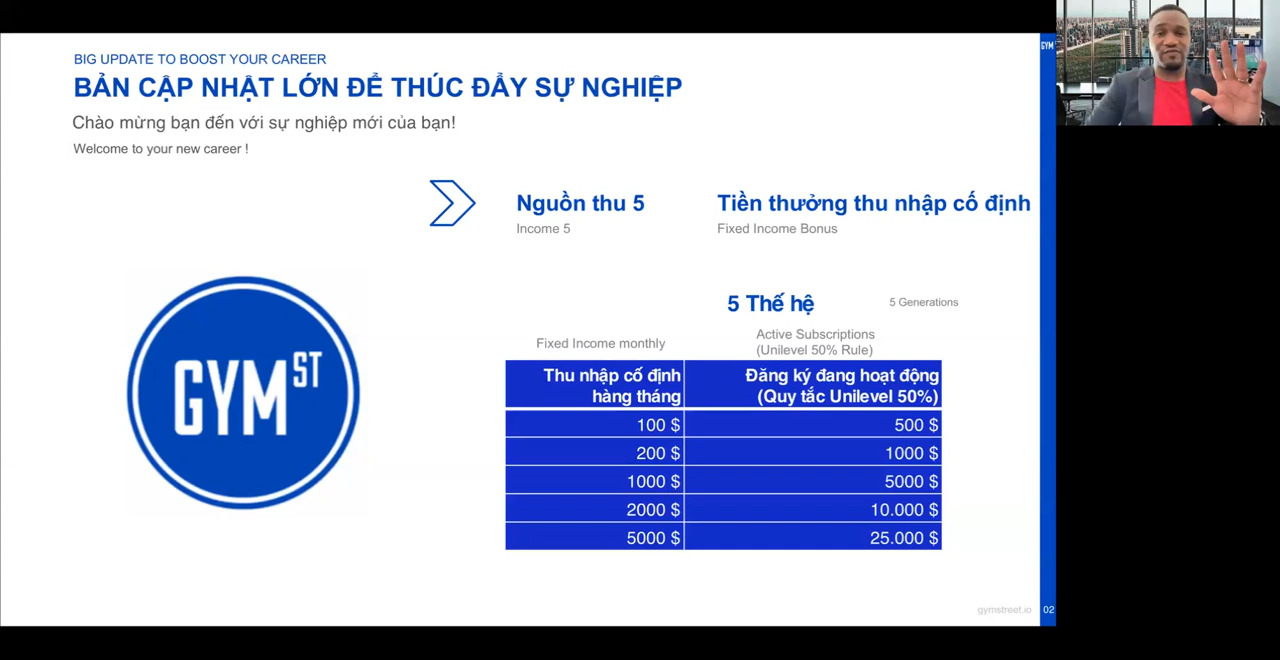 BIG UPDATE TO BOOST YOUR CAREER
BẢN CẬP NHẬT LỚN ĐỂ THÚC ĐẨY SỰ NGHIỆP
Chào mừng bạn đến với sự nghiệp mới của bạn!
Welcome to your new career !
Nguồn thu 5
Tiền thưởng thu nhập cố định
Income 5
Fixed Income Bonus
5 Thế hệ
5 Generations
Fixed Income monthly
Active Subscriptions
(Unilevel 50% Rule)
Thu nhập cố định
hàng tháng
Đăng ký đang hoạt động
(Quy tắc Unilevel 50%)
100 $ 500 $
200 $ 1000 $
1000 $ 5000 $
2000 $ 10.000 $
5000 $ 25.000 $
GYM ST
gymstreet.io 02
GYM